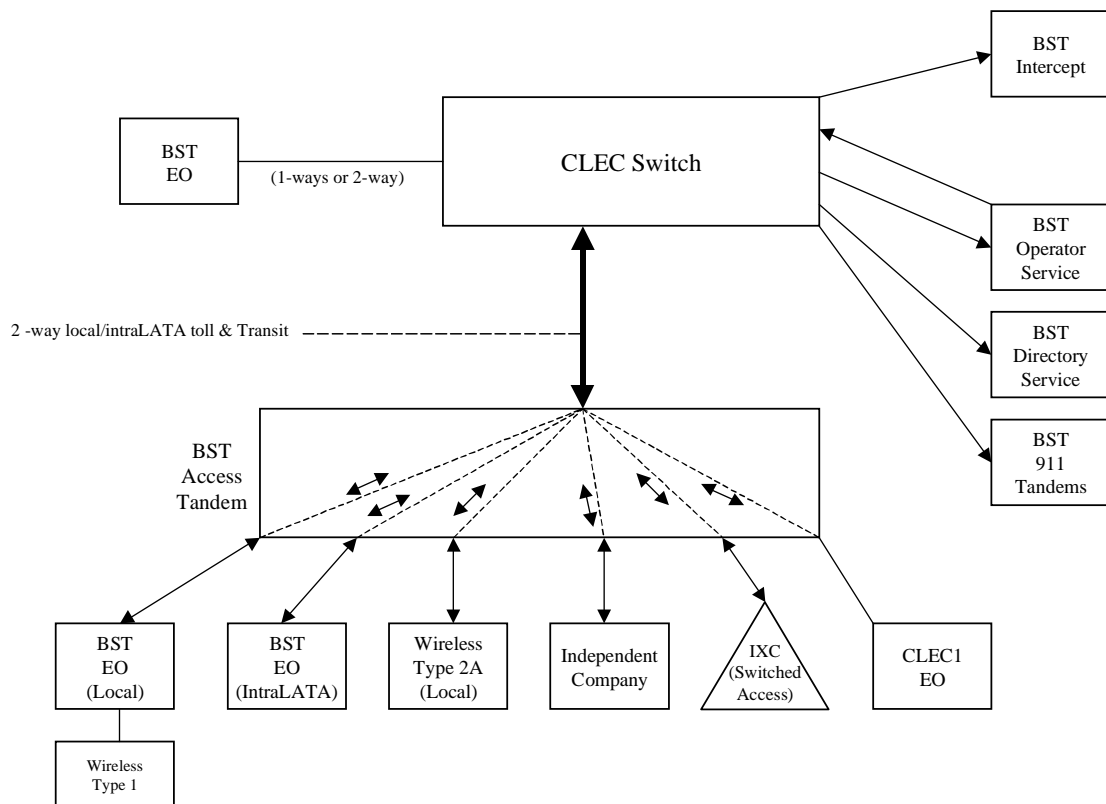 BST
Intercept
BST
EO
(1-ways or 2-way)
CLEC Switch
BST
Operator
Service
2 -way local/intraLATA toll & Transit
BST
Directory
Service
BST
911
Tandems
BST
Access
Tandem
BST
EO
(Local)
BST
EO
(IntraLATA)
Wireless
Type 2A
(Local)
Independent
Company
IXC
(Switched
Access)
CLEC1
EO
Wireless
Type 1